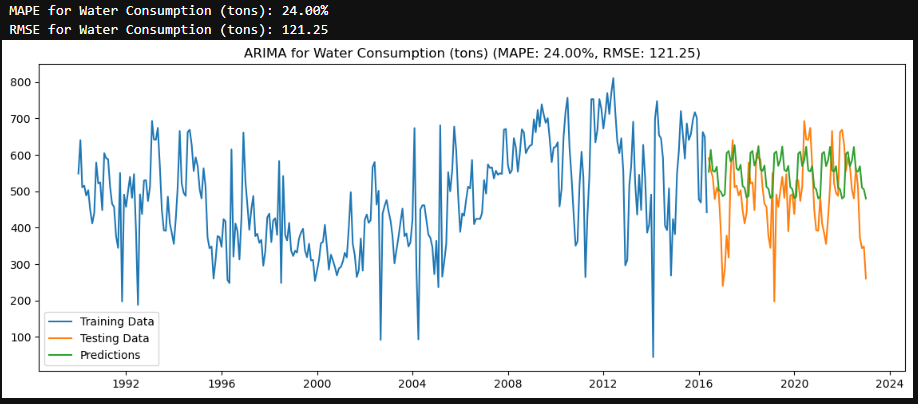 MAPE for Water Consumption (tons): 24.00%
RMSE for Water Consumption (tons): 121.25
ARIMA for Water Consumption (tons) (MAPE: 24.00%, RMSE: 121.25)
800
700
600
500
400
300
200
100
Training Data
Testing Data
Predictions
1992
1996
2000
2004
2008
2012
2016
2020
2024